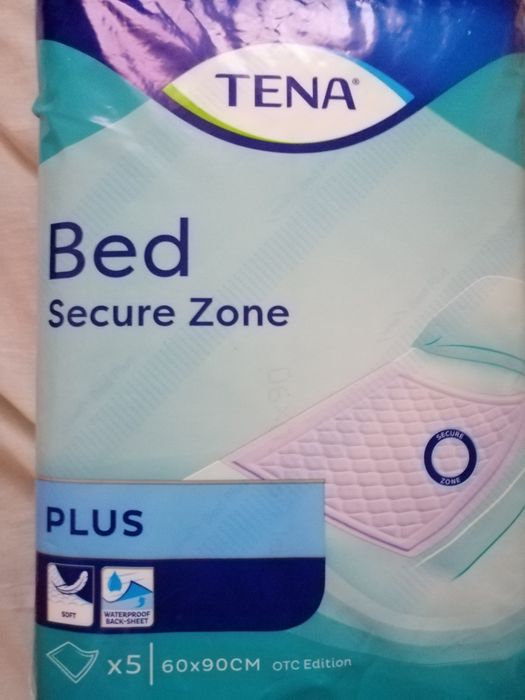 TENA®
Bed
Secure Zone
SECURE
ZONE
PLUS
SOFT
WATERPROOF
BACK-SHEET
x5 60x90CM OTC Edition